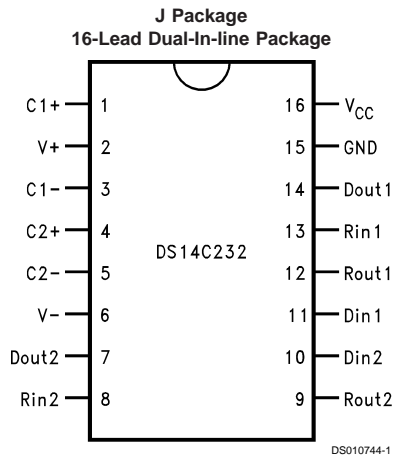 J Package
16-Lead Dual-In-line Package
C1+ 1 16 VCC
V+ 2 15 GND
C1- 3 14 Dout1
C2+ 4 13 Rin1
DS14C232
C2- 5 12 Rout1
V- 6 11 Din1
Dout2 7 10 Din2
Rin2 8 9 Rout2
DS010744-1